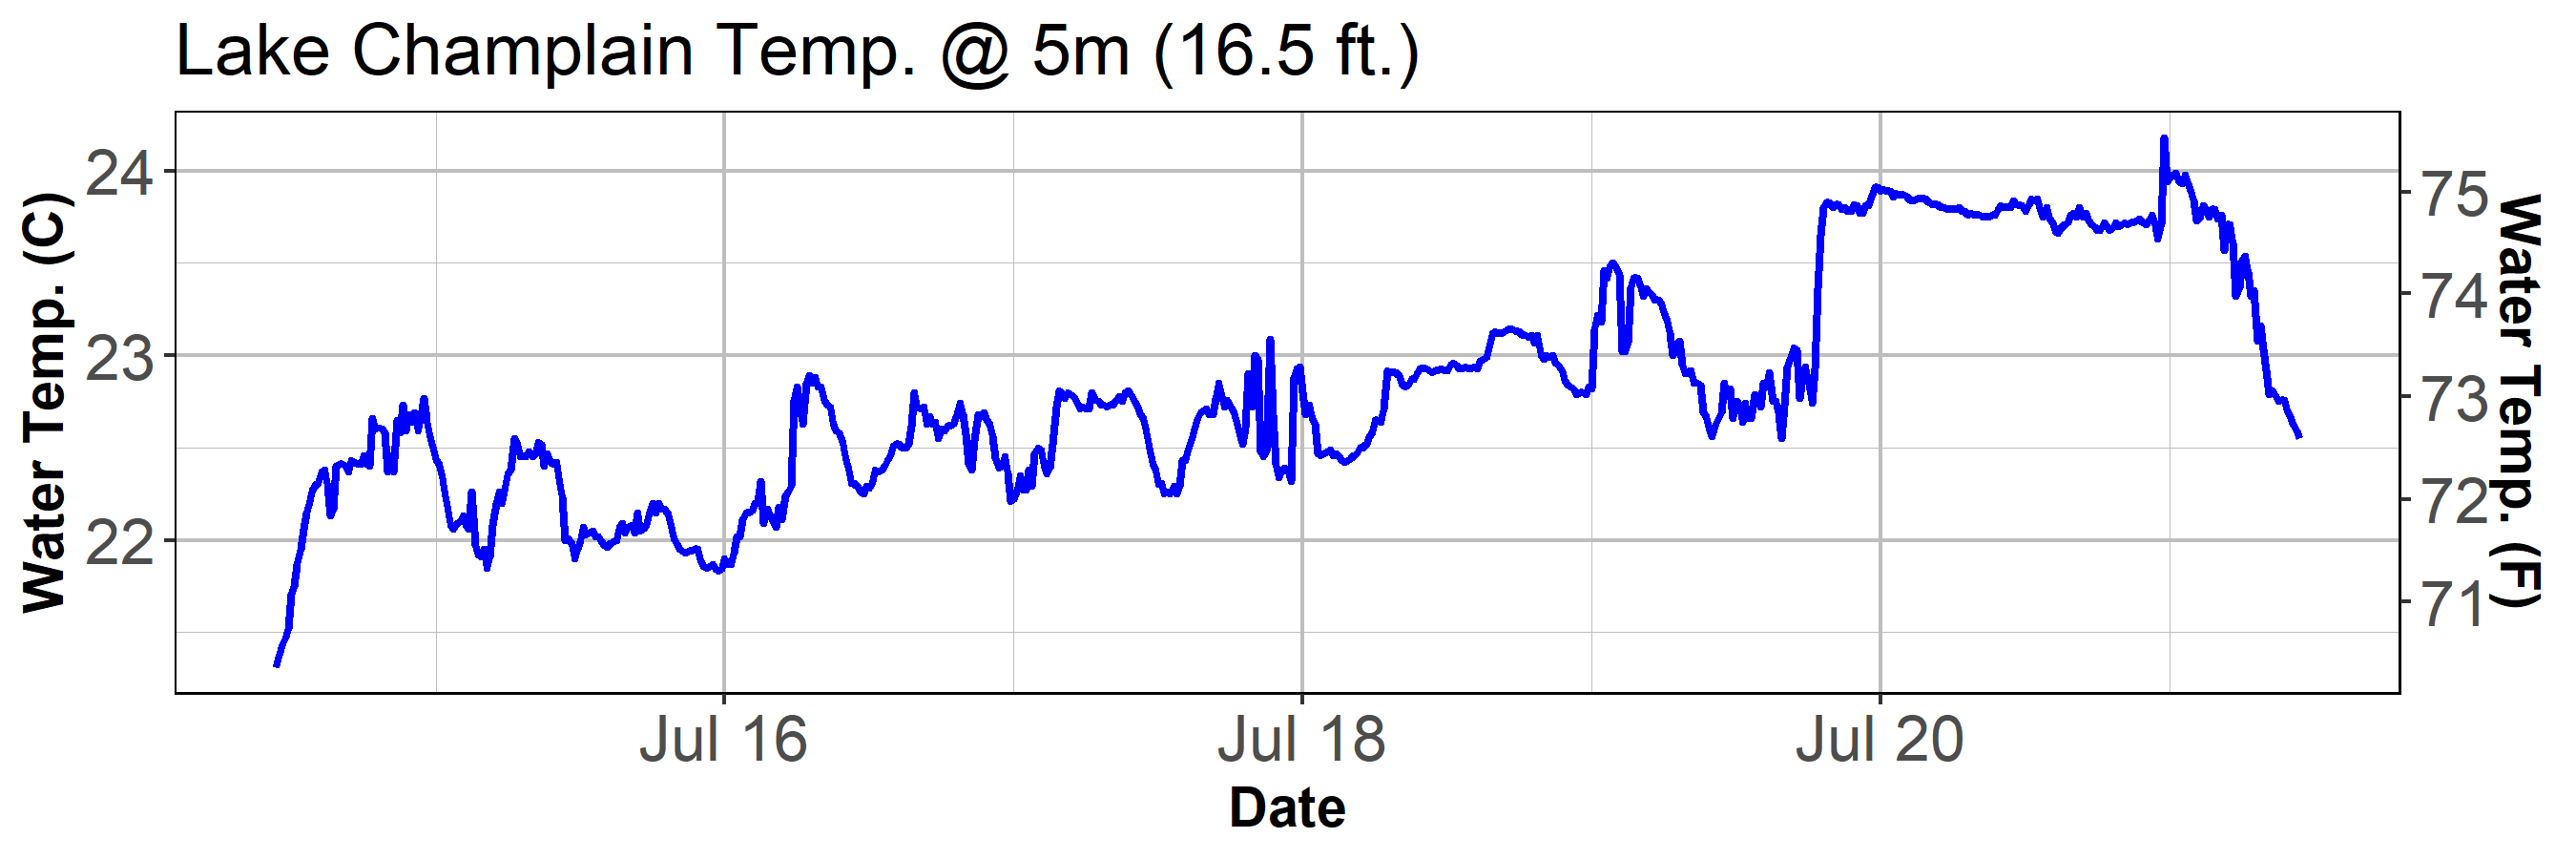 Lake Champlain Temp. @ 5m (16.5 ft.)
Water Temp. (C)
24
23
22
75
74
73
72
71
Water Temp. (F)
Jul 16
Jul 18
Jul 20
Date